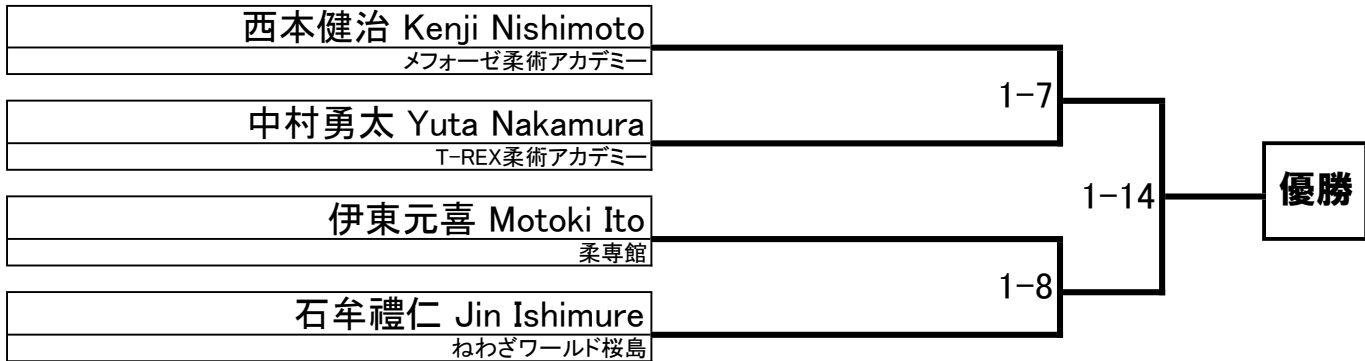 西本健治 Kenji Nishimoto
メフォーゼ柔術アカデミー
1-7
中村勇太 Yuta Nakamura
T-REX柔術アカデミー
1-14
優勝
伊東元喜 Motoki Ito
柔専館
1-8
石牟禮仁 Jin Ishimure
ねわざワールド桜島